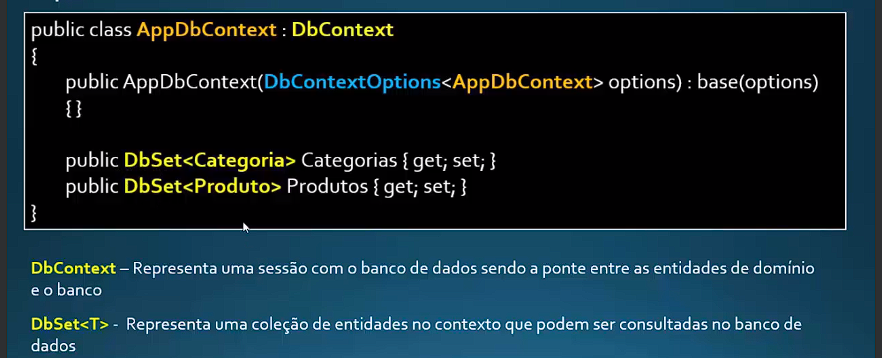 public class AppDbContext : DbContext
{
public AppDbContext(DbContextOptions<AppDbContext> options) : base(options)
{ }
public DbSet<Categoria> Categorias { get; set; }
public DbSet<Produto> Produtos { get; set; }
}
DbContext – Representa uma sessão com o banco de dados sendo a ponte entre as entidades de domínio
e o banco
DbSet<T> - Representa uma coleção de entidades no contexto que podem ser consultadas no banco de
dados